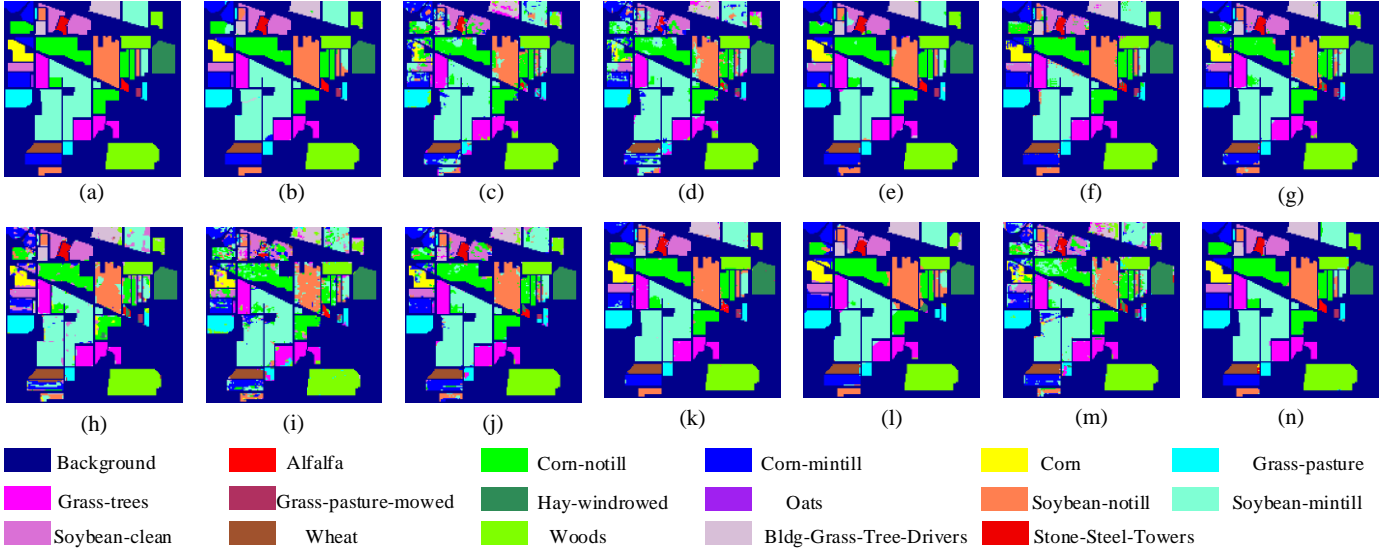 (a) (b) (c) (d) (e) (f) (g)
(h) (i) (j) (k) (l) (m) (n)
Background Alfalfa Corn-notill Corn-mintill Corn Grass-pasture
Grass-trees Grass-pasture-mowed Hay-windrowed Oats Soybean-notill Soybean-mintill
Soybean-clean Wheat Woods Bldg-Grass-Tree-Drivers Stone-Steel-Towers